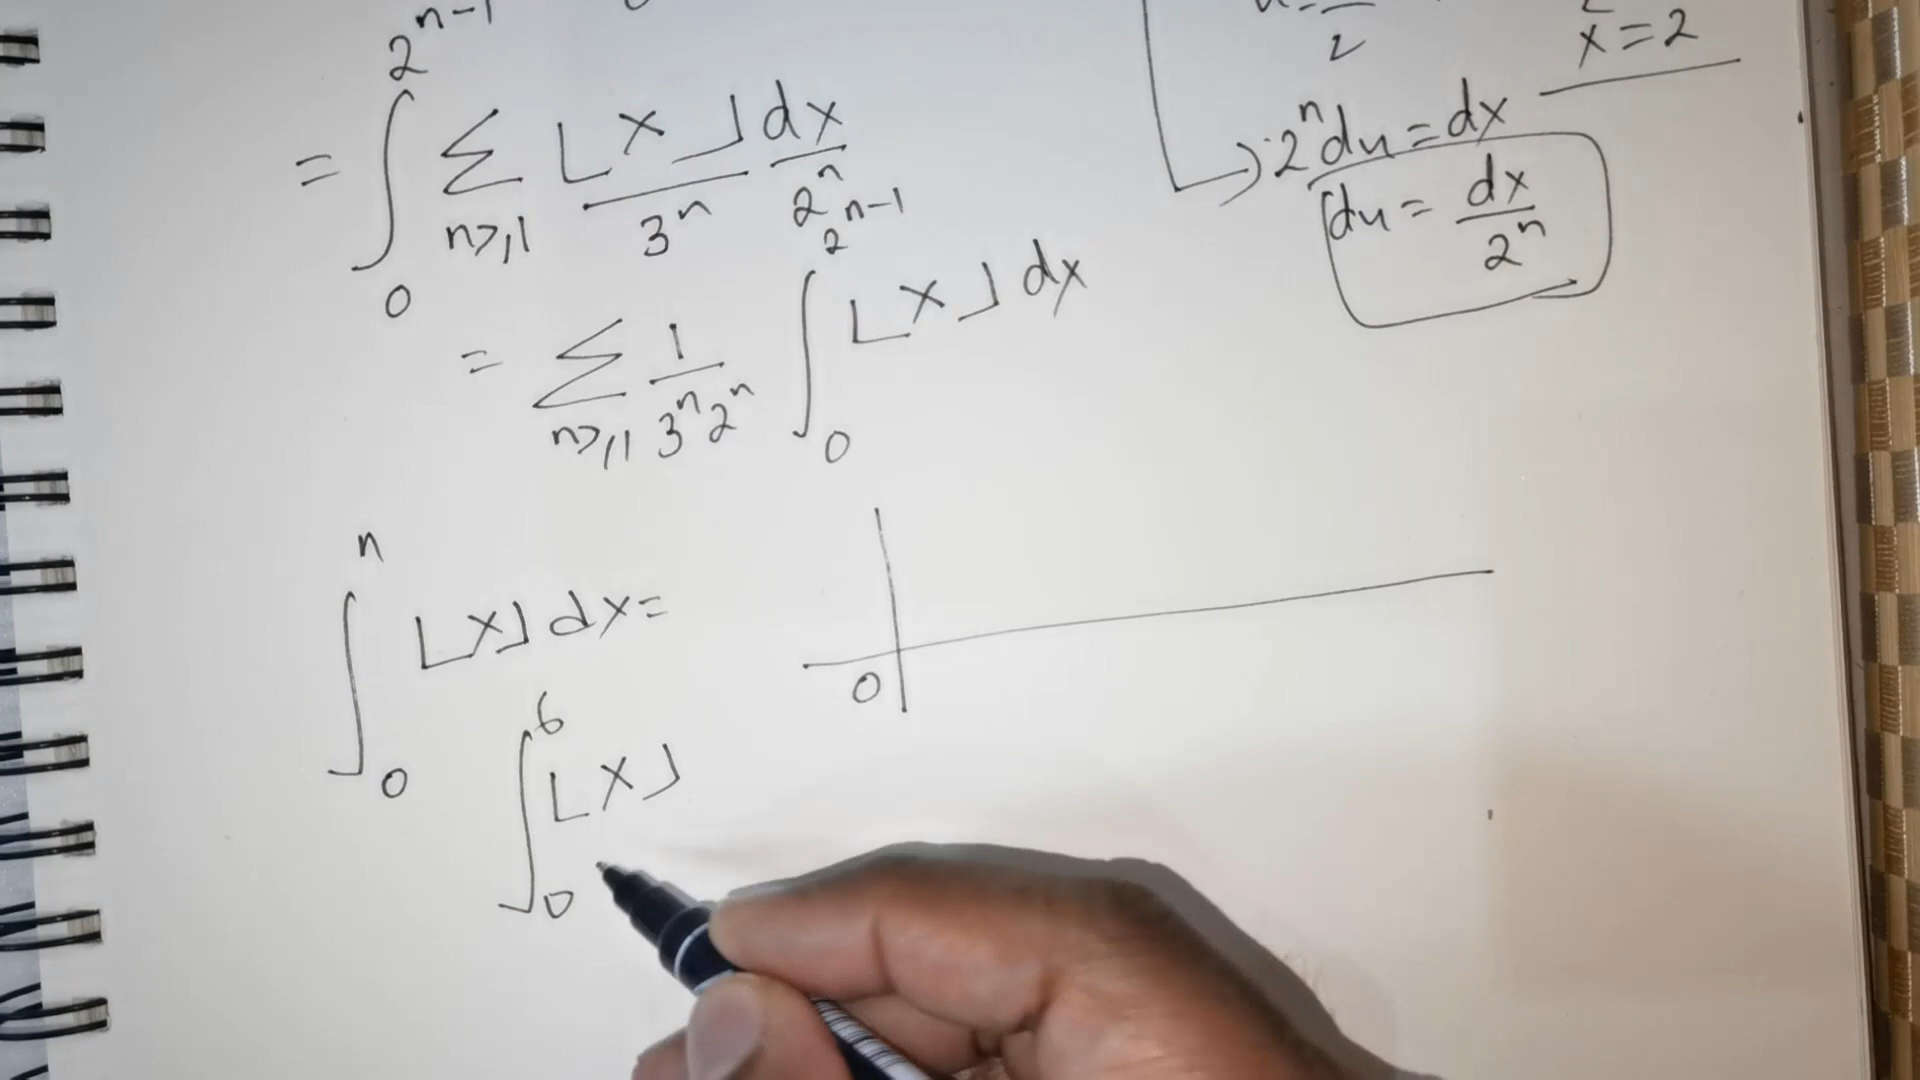 2^{n-1}
= ∫_0 Σ_{n≥1} ⌊x⌋/3^n dx/2^n
x=2
2^n du = dx
du = dx/2^n
= Σ_{n≥1} 1/(3^n 2^n) ∫_0^{2^{n-1}} ⌊x⌋ dx
∫_0^n ⌊x⌋ dx =
0
∫_0^6 ⌊x⌋